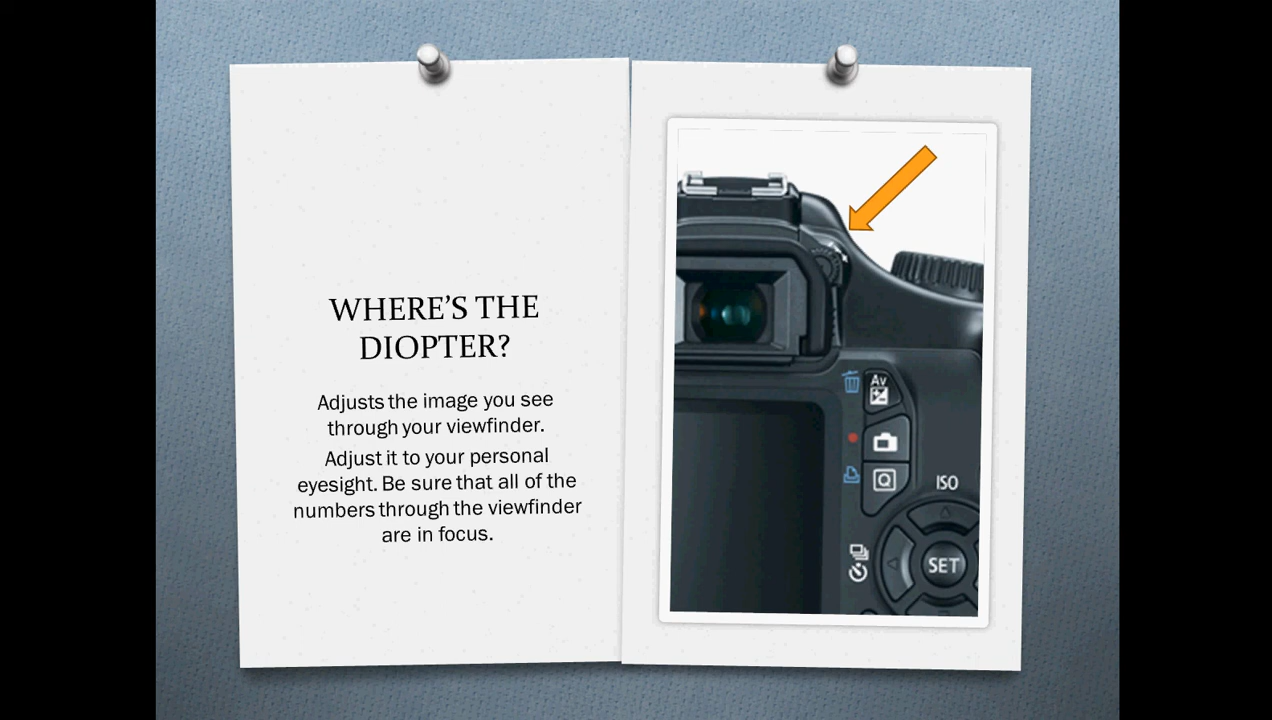 WHERE'S THE
DIOPTER?
Adjusts the image you see
through your viewfinder.
Adjust it to your personal
eyesight. Be sure that all of the
numbers through the viewfinder
are in focus.
Av
Q
ISO
SET